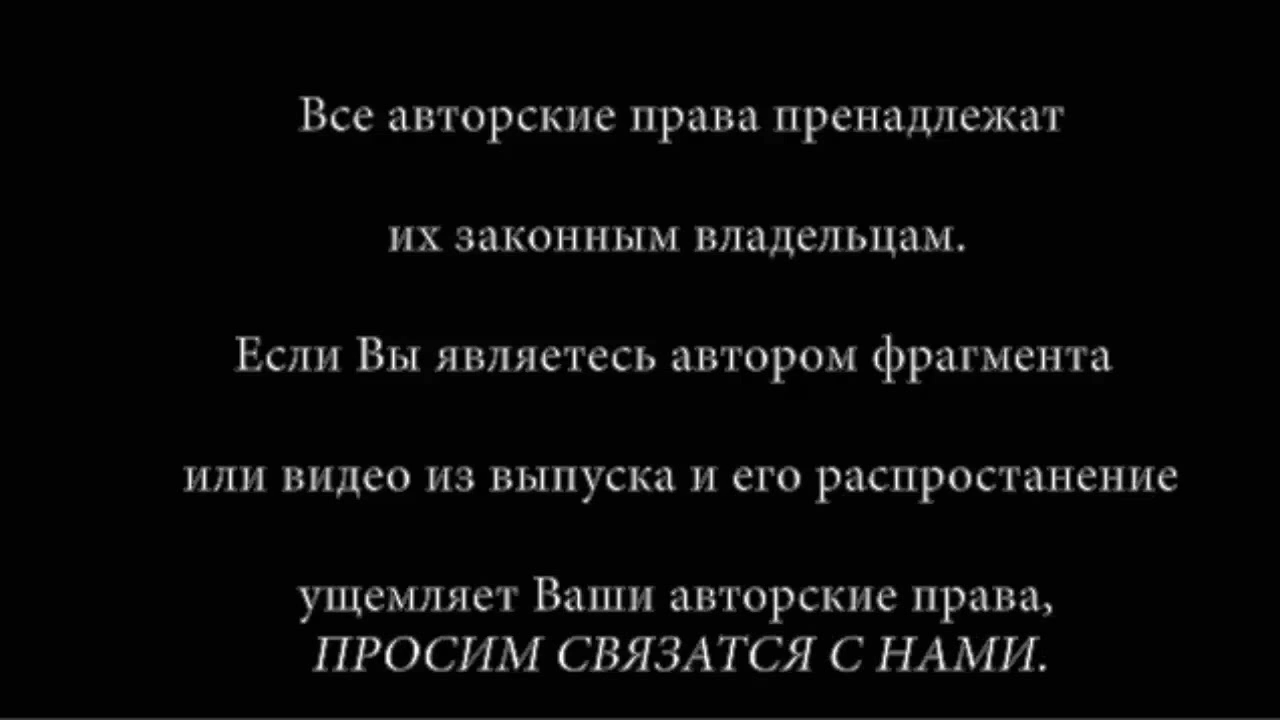 Все авторские права пренадлежат
их законным владельцам.
Если Вы являетесь автором фрагмента
или видео из выпуска и его распростанение
ущемляет Ваши авторские права,
ПРОСИМ СВЯЗАТСЯ С НАМИ.